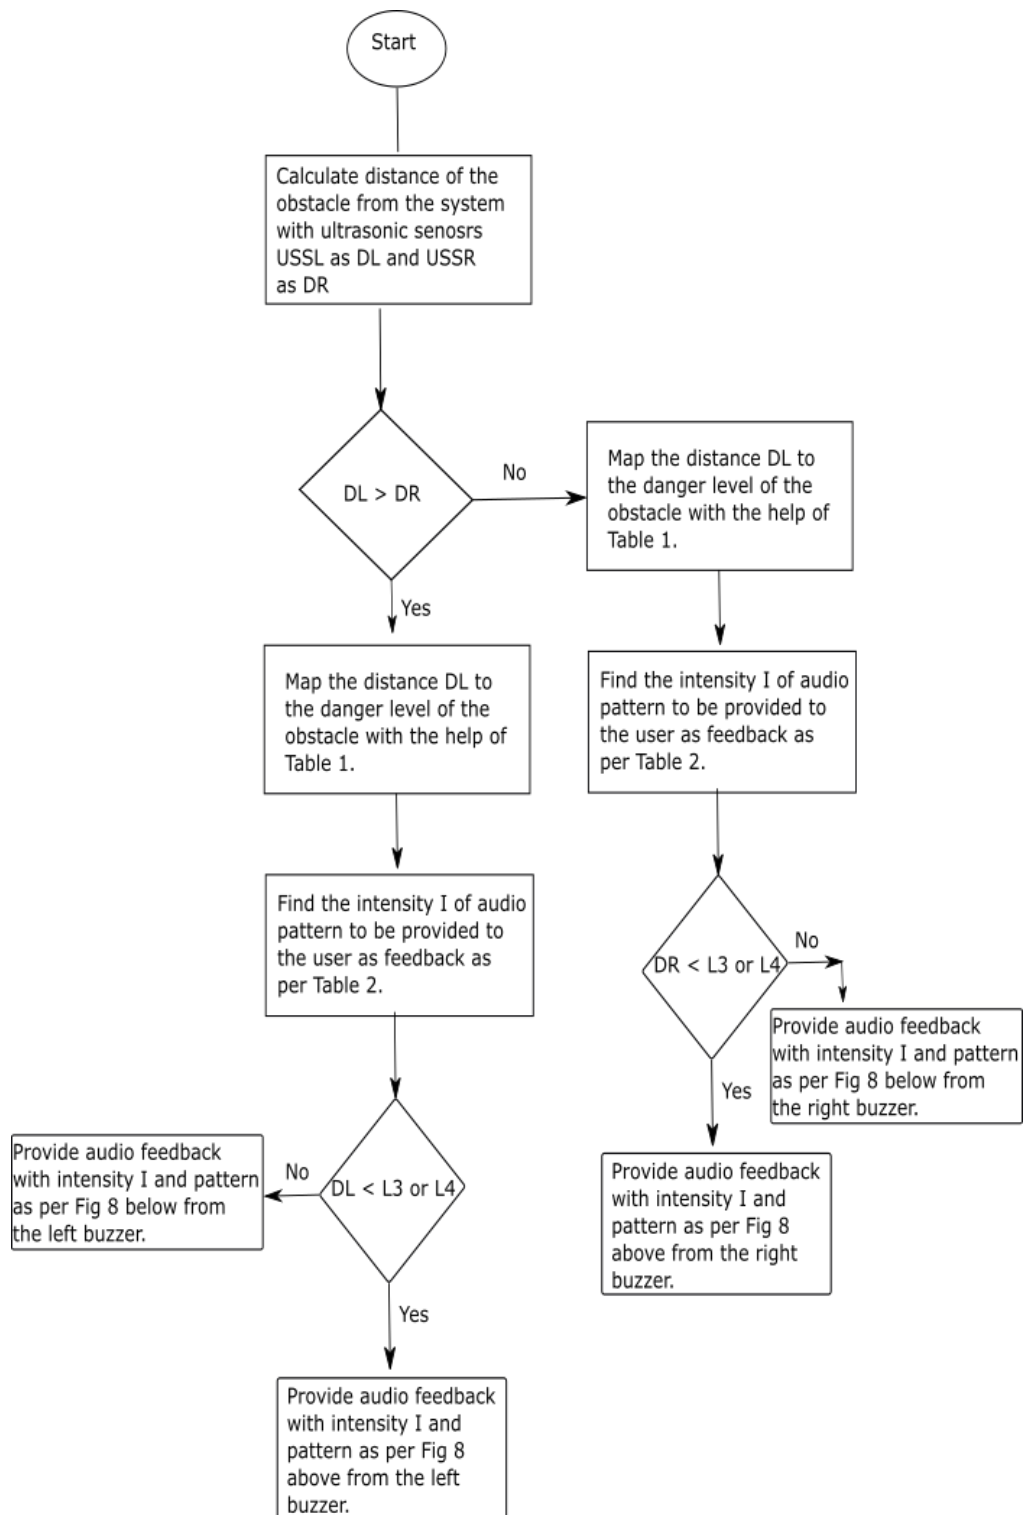 Start
Calculate distance of the
obstacle from the system
with ultrasonic senosrs
USSL as DL and USSR
as DR
DL > DR
No
Yes
Map the distance DL to
the danger level of the
obstacle with the help of
Table 1.
Find the intensity I of audio
pattern to be provided to
the user as feedback as
per Table 2.
DR < L3 or L4
No
Provide audio feedback
with intensity I and pattern
as per Fig 8 below from
the right buzzer.
Yes
Provide audio feedback
with intensity I and
pattern as per Fig 8
above from the right
buzzer.
Map the distance DL to
the danger level of the
obstacle with the help of
Table 1.
Find the intensity I of audio
pattern to be provided to
the user as feedback as
per Table 2.
DL < L3 or L4
No
Provide audio feedback
with intensity I and pattern
as per Fig 8 below from
the left buzzer.
Yes
Provide audio feedback
with intensity I and
pattern as per Fig 8
above from the left
buzzer.